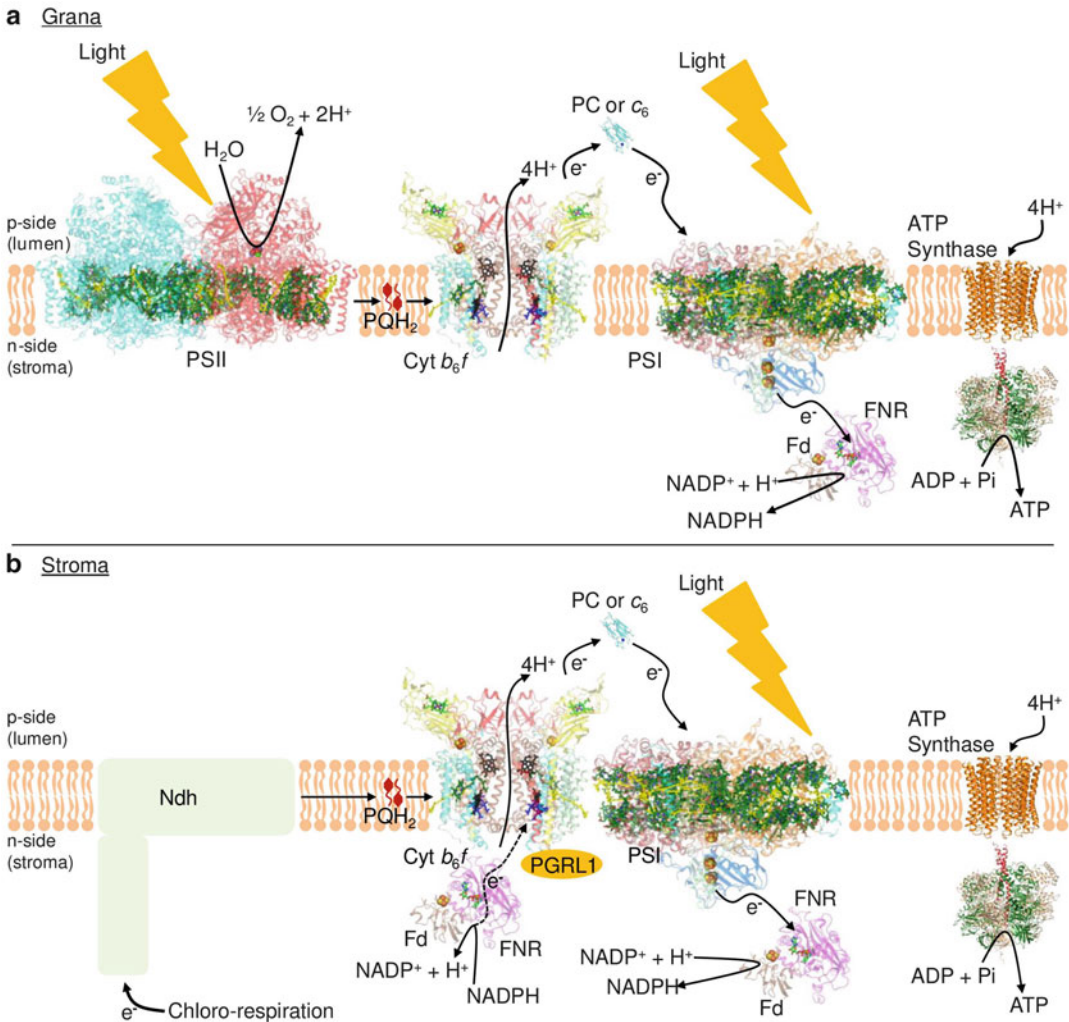 a Grana
Light
½ O₂ + 2H⁺
H₂O
p-side
(lumen)
n-side
(stroma)
PSII
PQH₂
4H⁺
e⁻
Cyt b₆f
PC or c₆
e⁻
Light
PSI
e⁻
FNR
Fd
NADP⁺ + H⁺
NADPH
ATP
Synthase
4H⁺
ADP + Pi
ATP
b Stroma
p-side
(lumen)
n-side
(stroma)
Ndh
e⁻
Chloro-respiration
PQH₂
4H⁺
e⁻
Cyt b₆f
e⁻
PGRL1
Fd
FNR
NADP⁺ + H⁺
NADPH
PC or c₆
e⁻
Light
PSI
e⁻
FNR
NADP⁺ + H⁺
NADPH
Fd
ATP
Synthase
4H⁺
ADP + Pi
ATP